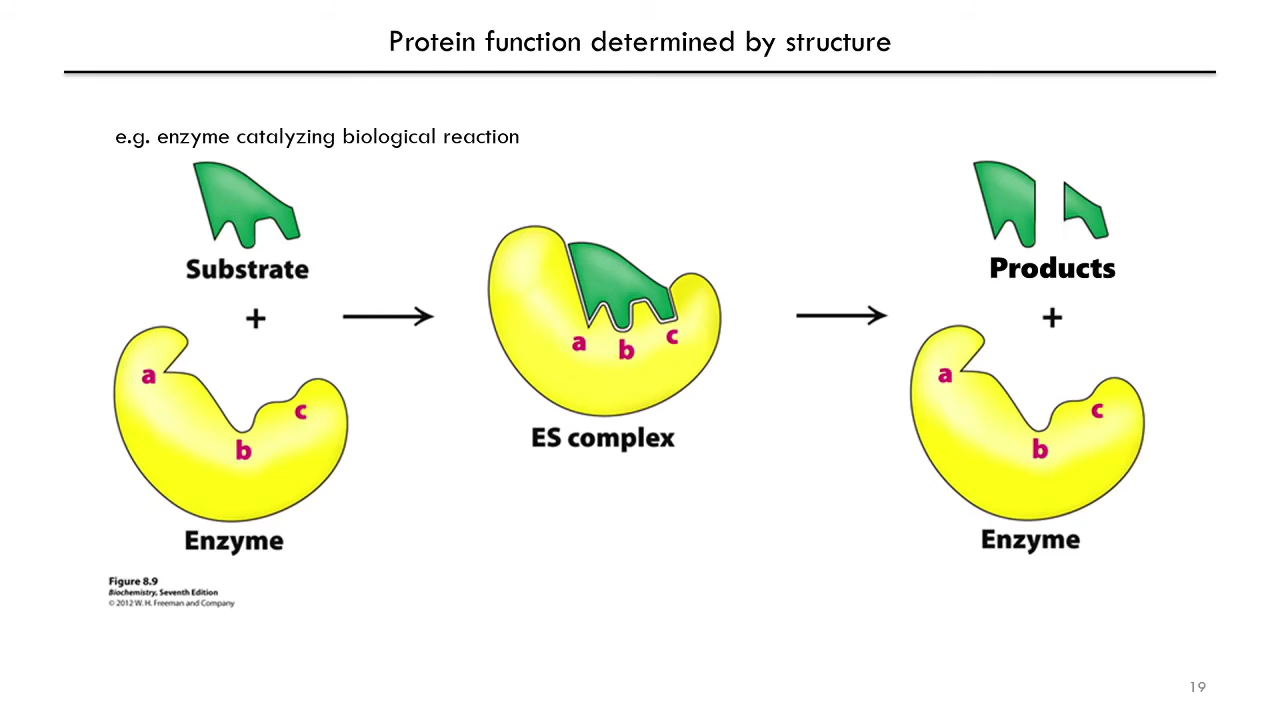 Protein function determined by structure
e.g. enzyme catalyzing biological reaction
Substrate
+
a
b
c
Enzyme
a
b
c
ES complex
Products
+
a
b
c
Enzyme
Figure 8.9
Biochemistry, Seventh Edition
© 2012 W. H. Freeman and Company
19